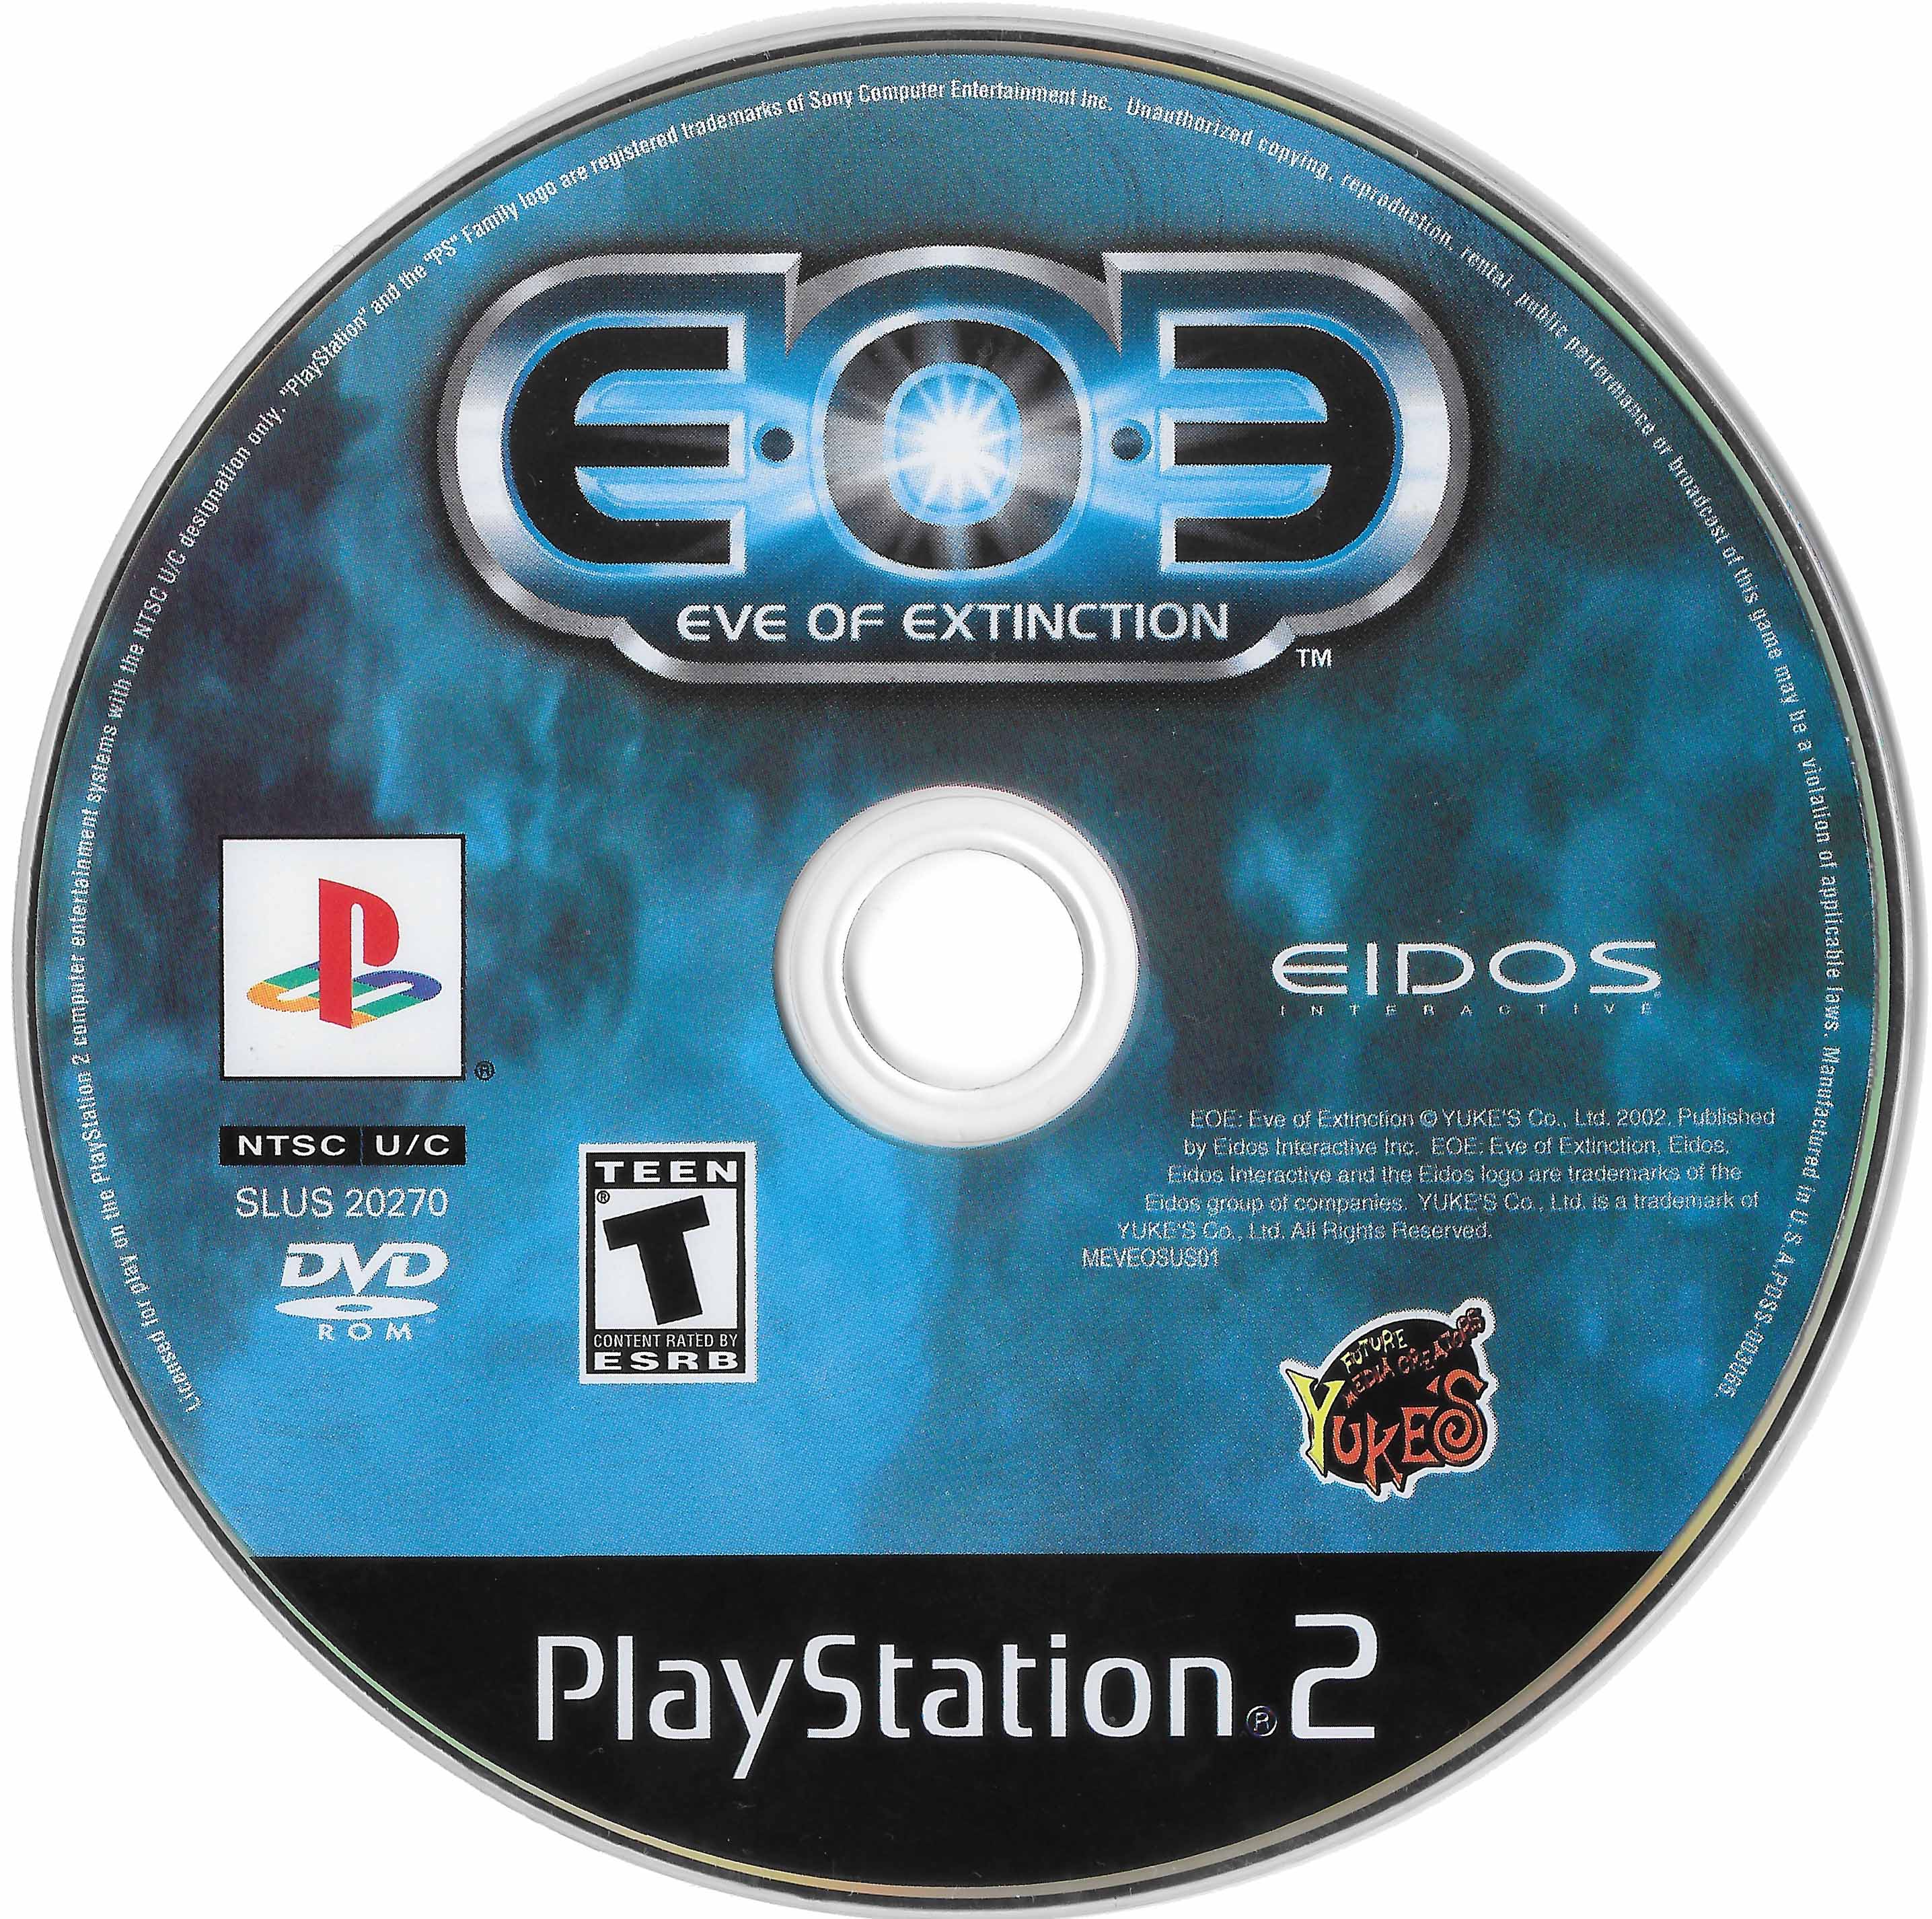 Licensed for play on the PlayStation 2 computer entertainment systems with the NTSC U/C designation only. "PlayStation" and the "PS" Family logo are registered trademarks of Sony Computer Entertainment Inc. Unauthorized copying, reproduction, rental, public performance or broadcast of this game may be a violation of applicable laws. Manufactured in U.S.A.
E·O·E
EVE OF EXTINCTION
TM
EIDOS
INTERACTIVE
®
NTSC U/C
SLUS 20270
DVD
ROM
TEEN
®
T
CONTENT RATED BY
ESRB
EOE: Eve of Extinction © YUKE'S Co., Ltd. 2002. Published
by Eidos Interactive Inc. EOE: Eve of Extinction, Eidos,
Eidos Interactive and the Eidos logo are trademarks of the
Eidos group of companies. YUKE'S Co., Ltd. is a trademark of
YUKE'S Co., Ltd. All Rights Reserved.
MEVEOSUS01
FUTURE
MEDIA CREATORS
YUKE'S
PlayStation®2